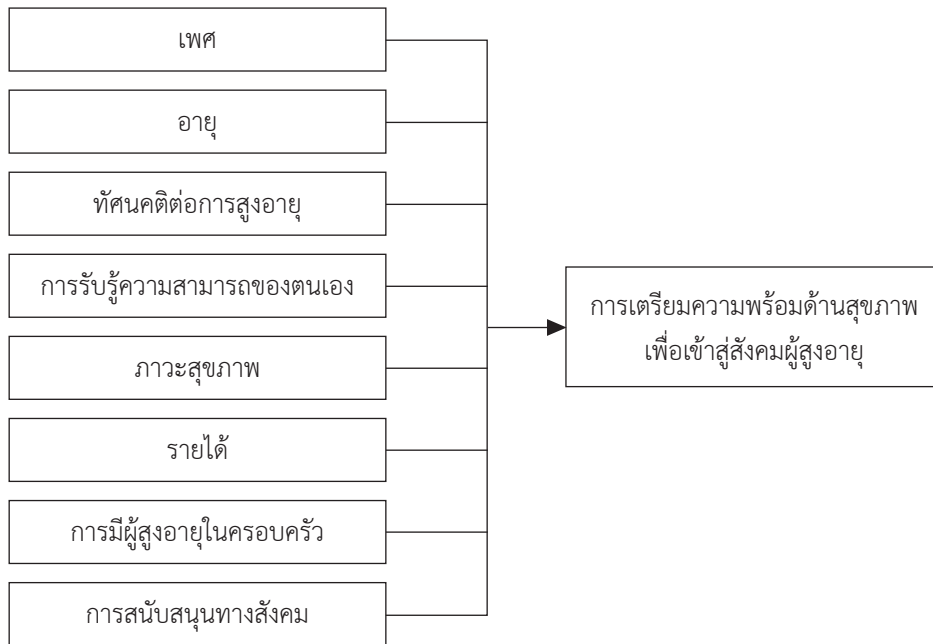 เพศ
อายุ
ทัศนคติต่อการสูงอายุ
การรับรู้ความสามารถของตนเอง
ภาวะสุขภาพ
รายได้
การมีผู้สูงอายุในครอบครัว
การสนับสนุนทางสังคม
การเตรียมความพร้อมด้านสุขภาพ
เพื่อเข้าสู่สังคมผู้สูงอายุ